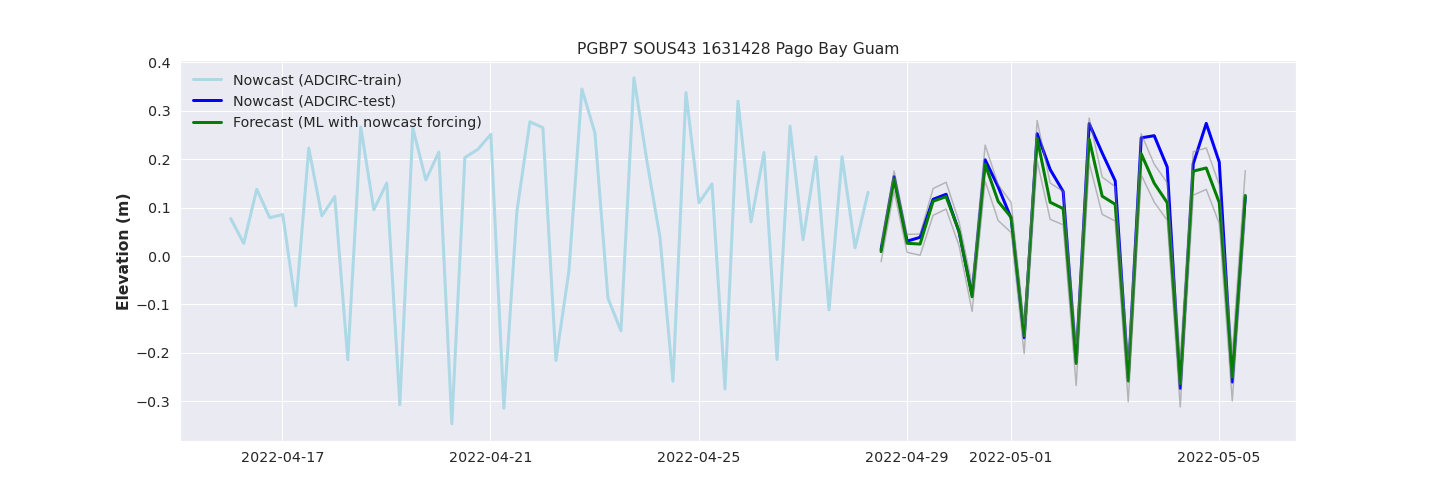 PGBP7 SOUS43 1631428 Pago Bay Guam
Nowcast (ADCIRC-train)
Nowcast (ADCIRC-test)
Forecast (ML with nowcast forcing)
Elevation (m)
0.4
0.3
0.2
0.1
0.0
−0.1
−0.2
−0.3
2022-04-17 2022-04-21 2022-04-25 2022-04-29 2022-05-01 2022-05-05